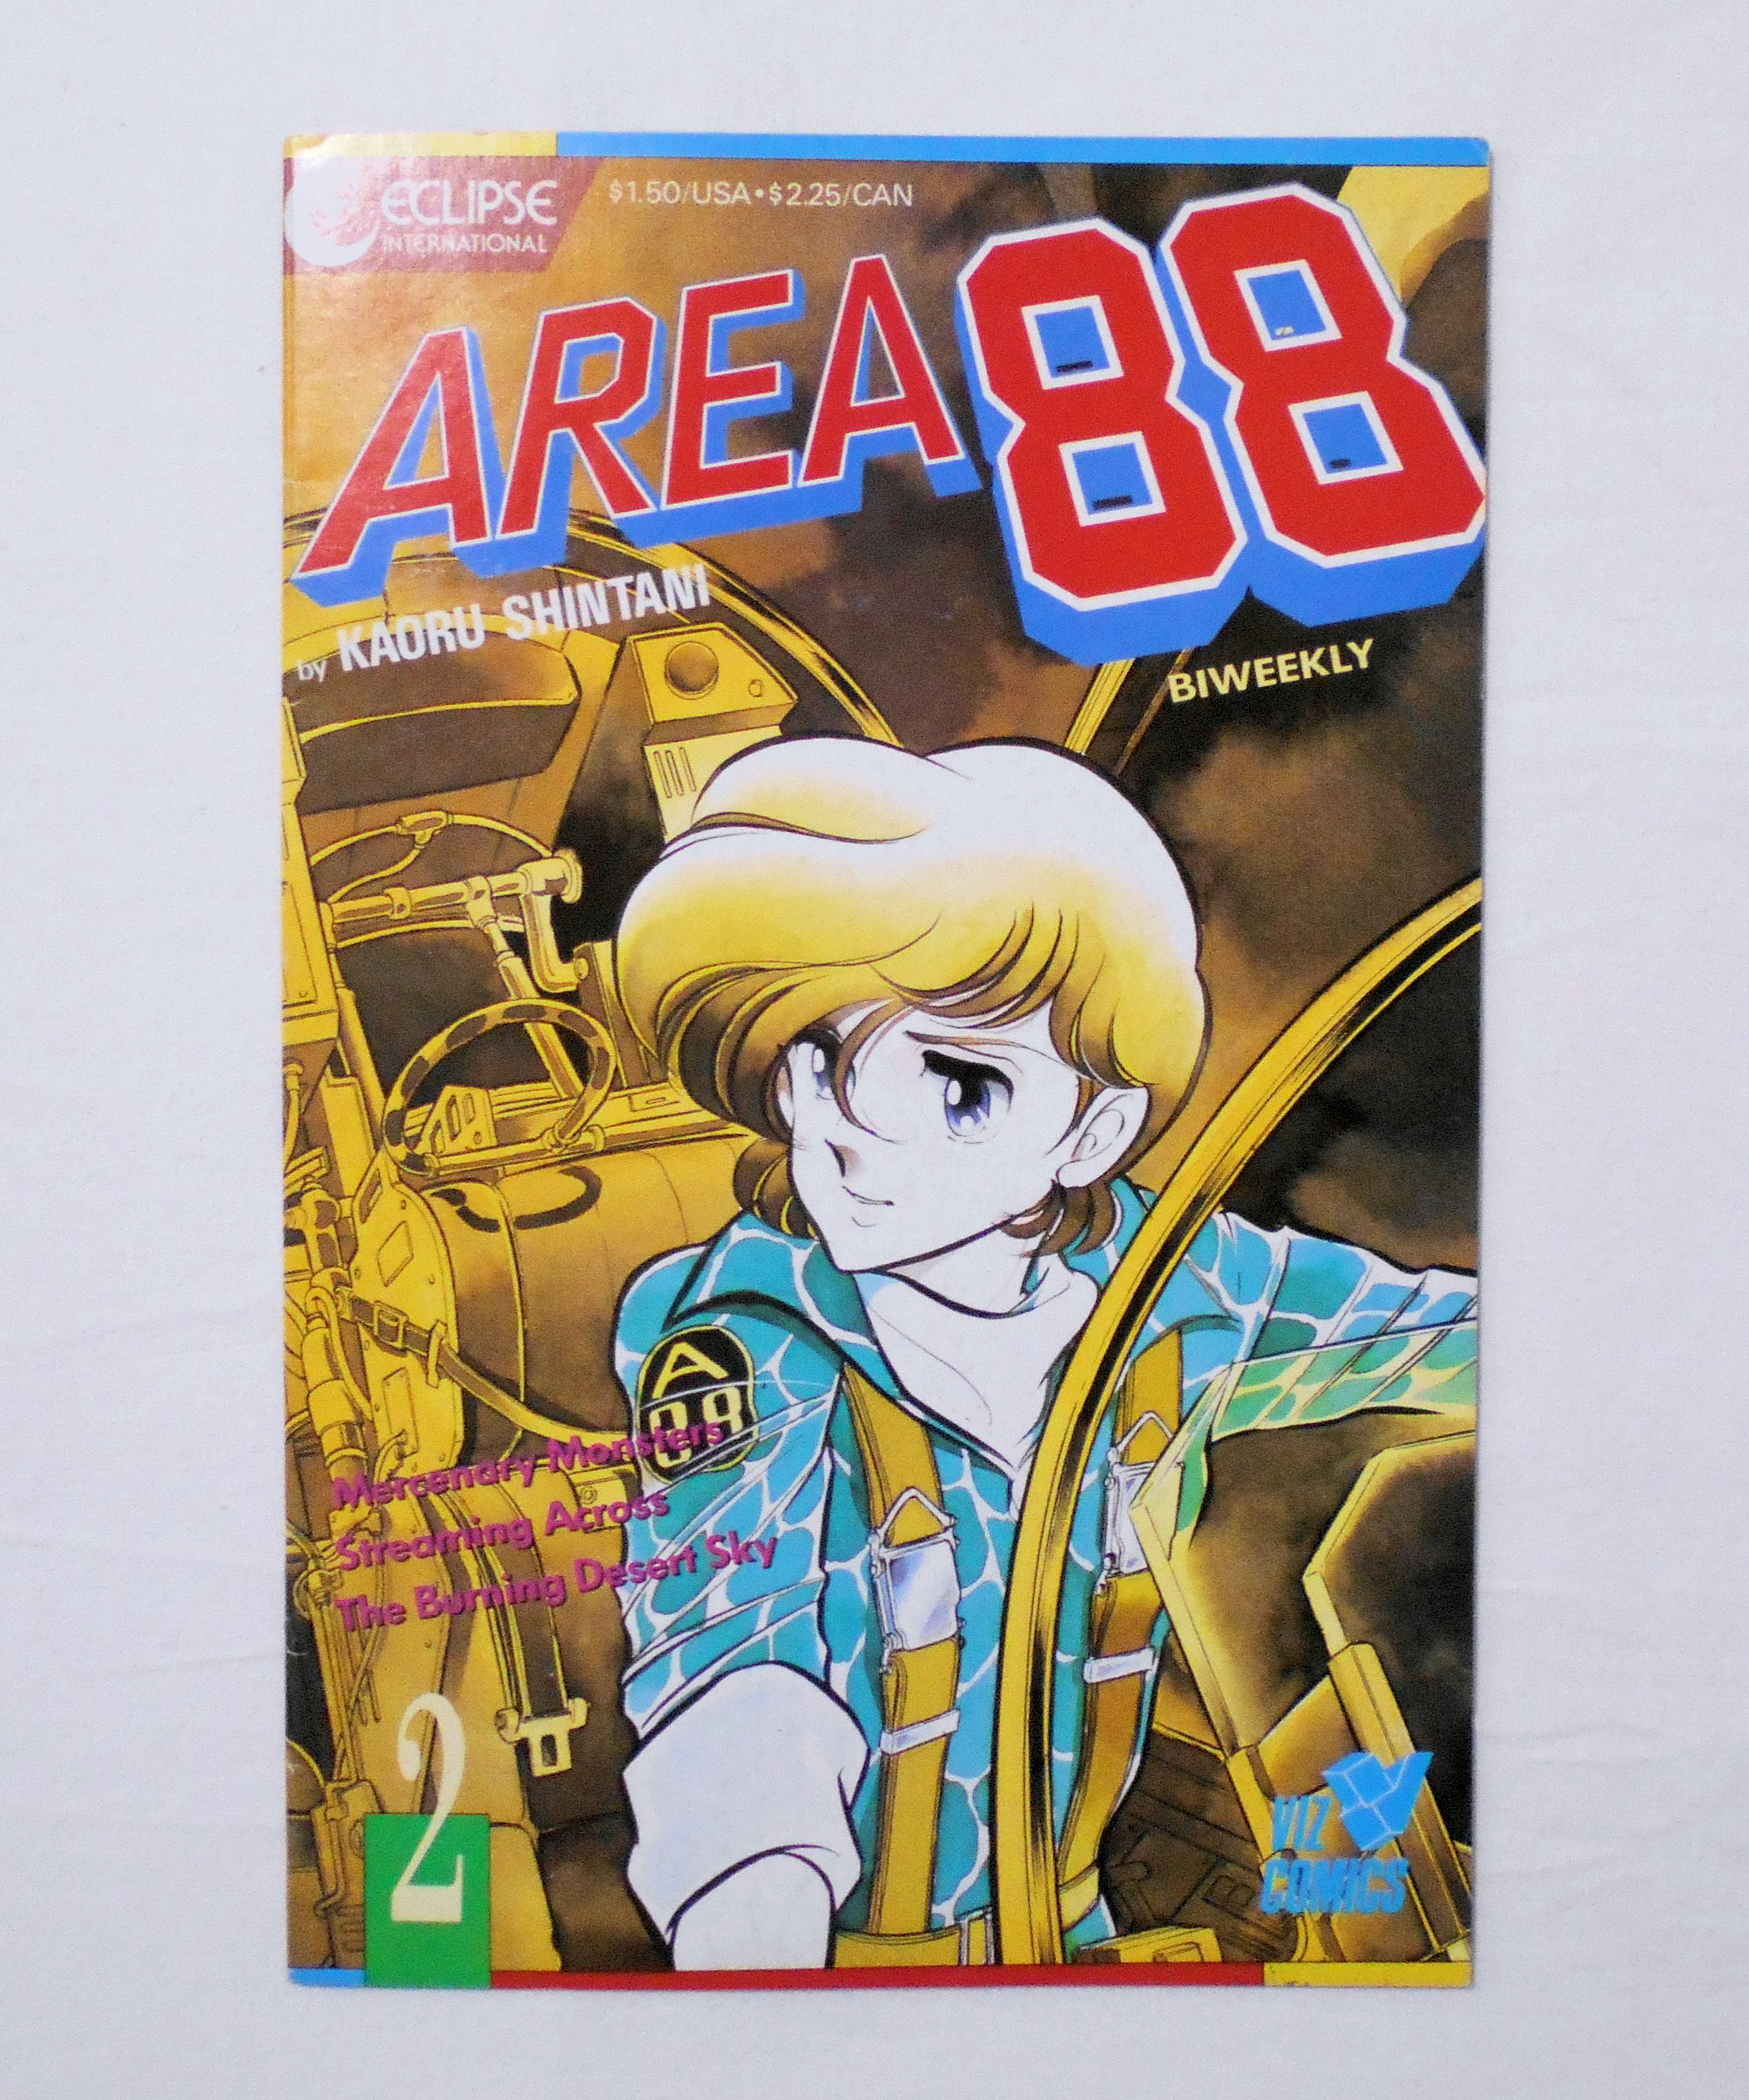 ECLIPSE
INTERNATIONAL
$1.50/USA • $2.25/CAN
AREA 88
by KAORU SHINTANI
BIWEEKLY
A
88
Mercenary Monsters
Streaming Across
The Burning Desert Sky
2
VIZ
COMICS